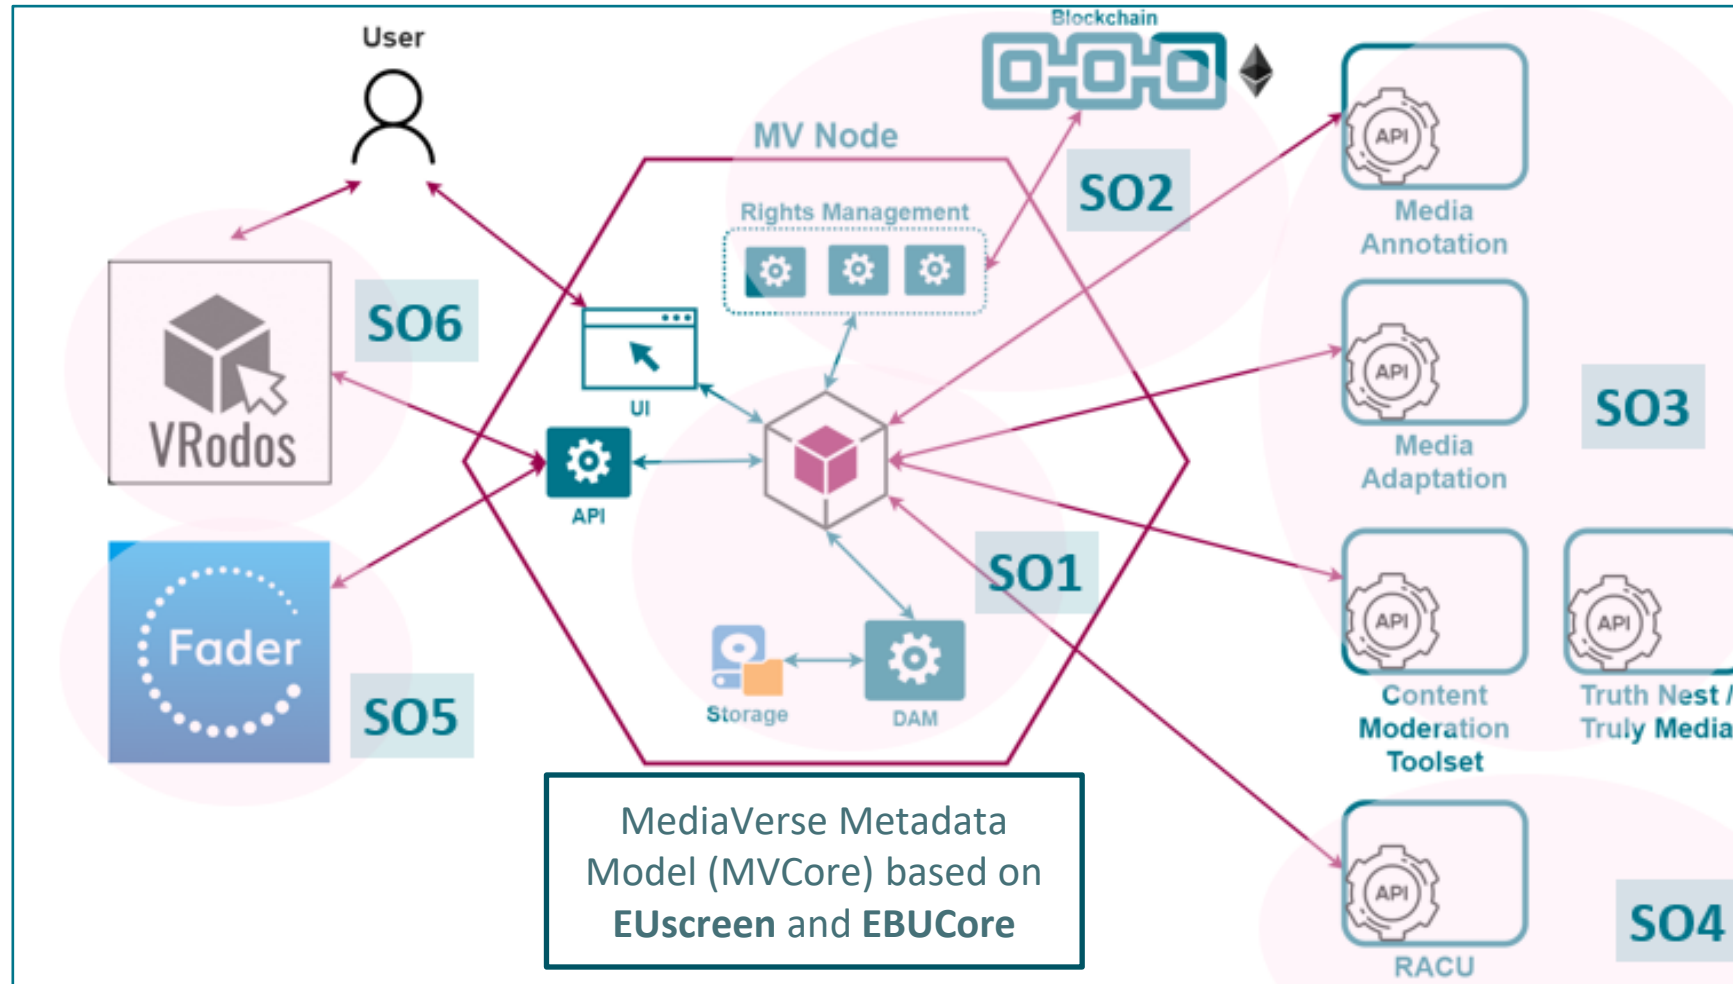 User
Blockchain
MV Node
Rights Management
SO2
API
Media
Annotation
SO6
VRodos
UI
API
API
Media
Adaptation
SO3
Fader
SO5
SO1
Storage
DAM
API
Content
Moderation
Toolset
API
Truth Nest /
Truly Media
MediaVerse Metadata
Model (MVCore) based on
EUscreen and EBUCore
API
RACU
SO4